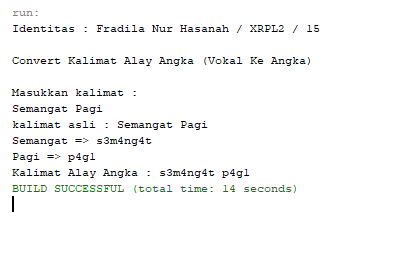 run:
Identitas : Fradila Nur Hasanah / XRPL2 / 15
Convert Kalimat Alay Angka (Vokal Ke Angka)
Masukkan kalimat :
Semangat Pagi
kalimat asli : Semangat Pagi
Semangat => s3m4ng4t
Pagi => p4g1
Kalimat Alay Angka : s3m4ng4t p4g1
BUILD SUCCESSFUL (total time: 14 seconds)